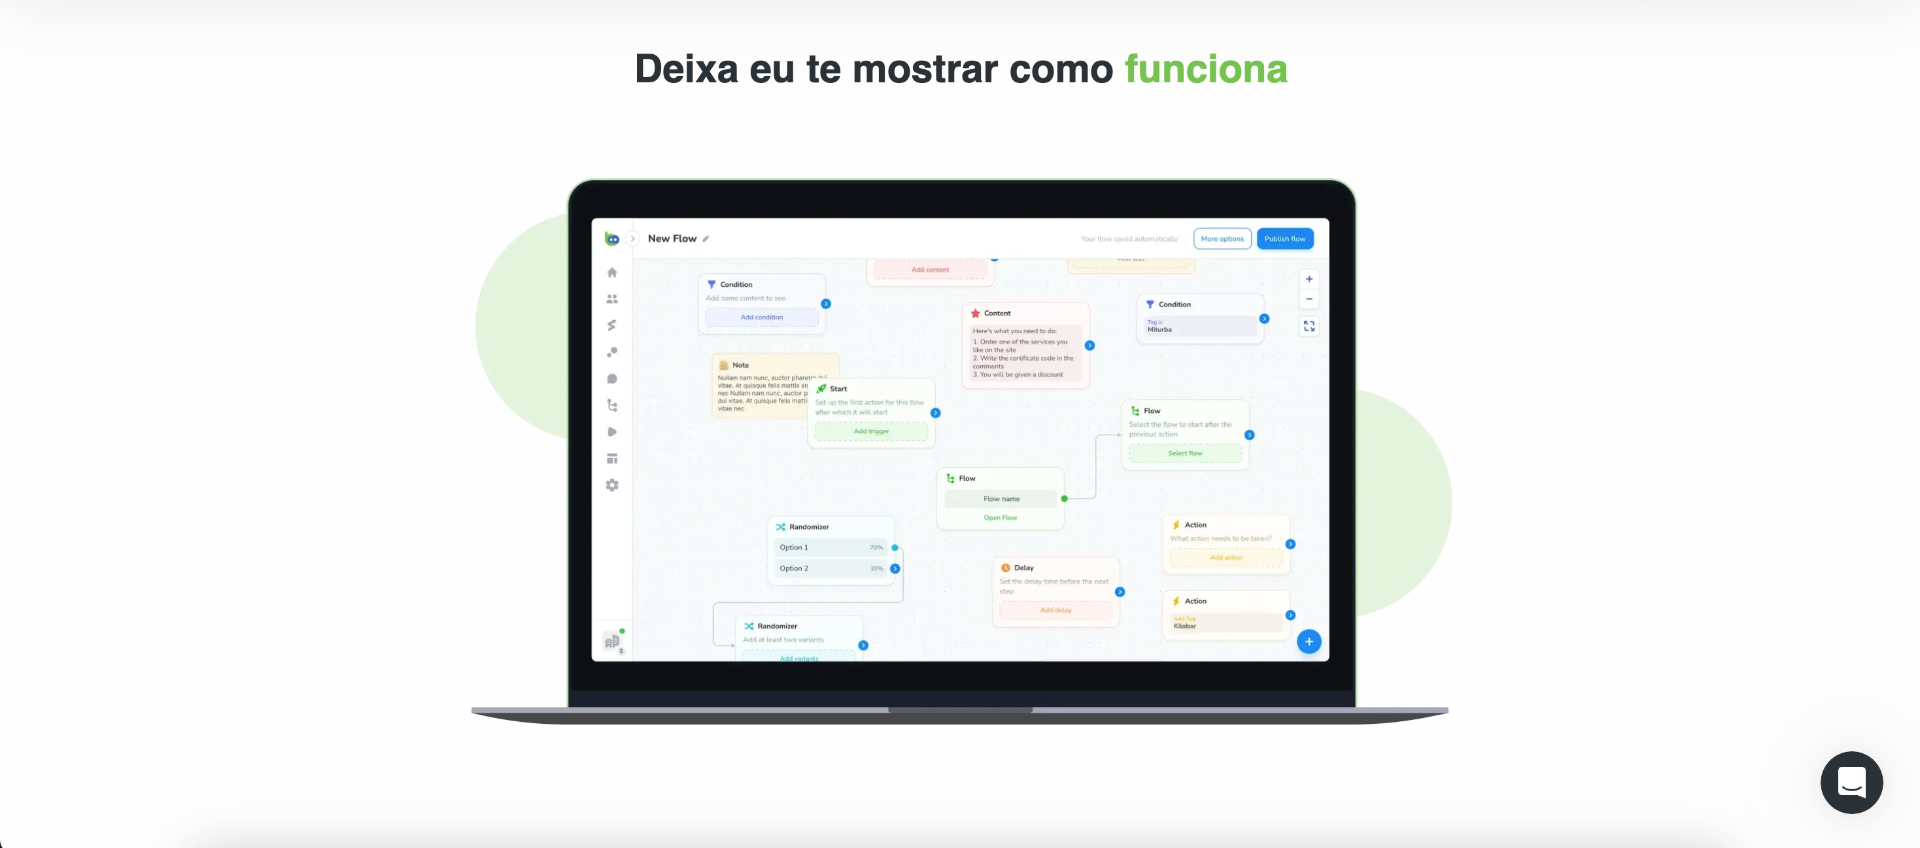 Deixa eu te mostrar como funciona
New Flow
Your flow saved automatically
More options
Publish flow
Add content
Condition
Add some content to see
Add condition
Content
Here's what you need to do:
1. Order one of the services you
like on the site
2. Write the certificate code in the
comments
3. You will be given a discount
Condition
Tag is
Miturba
Note
Nullam nam nunc, auctor pharetra dui
vitae. At quisque felis mattis an
nec Nullam nam nunc, auctor p
dui vitae. At quisque felis matti
vitae nec
Start
Set up the first action for this flow
after which it will start
Add trigger
Flow
Select the flow to start after the
previous action
Select flow
Flow
Flow name
Open Flow
Randomizer
Option 1 70%
Option 2 30%
Action
What action needs to be taken?
Add action
Delay
Set the delay time before the next
step
Add delay
Action
Add Tag
Kilobar
Randomizer
Add at least two variants
Add variants